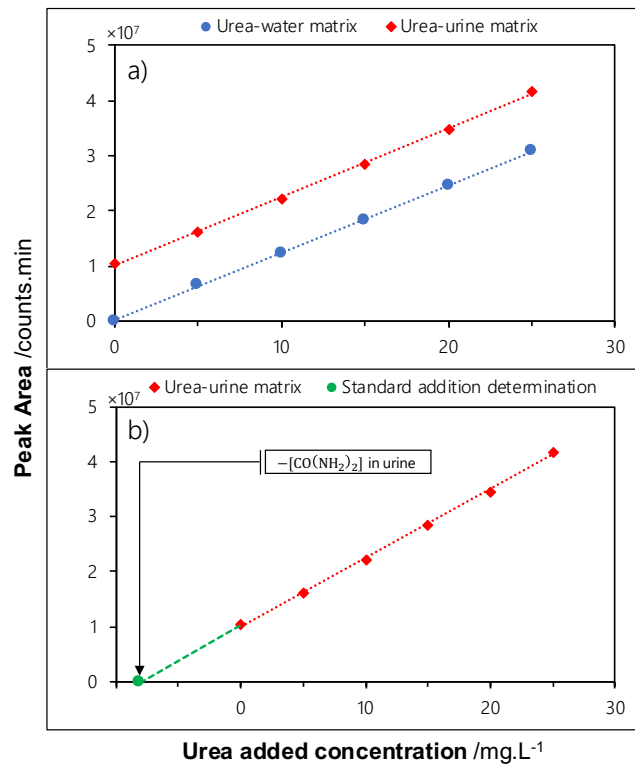 Urea-water matrix Urea-urine matrix
×10⁷
a)
5
4
3
2
1
0
0 10 20 30
Peak Area /counts.min
Urea-urine matrix Standard addition determination
×10⁷
b)
−[CO(NH₂)₂] in urine
5
4
3
2
1
0
0 10 20 30
Urea added concentration /mg.L⁻¹